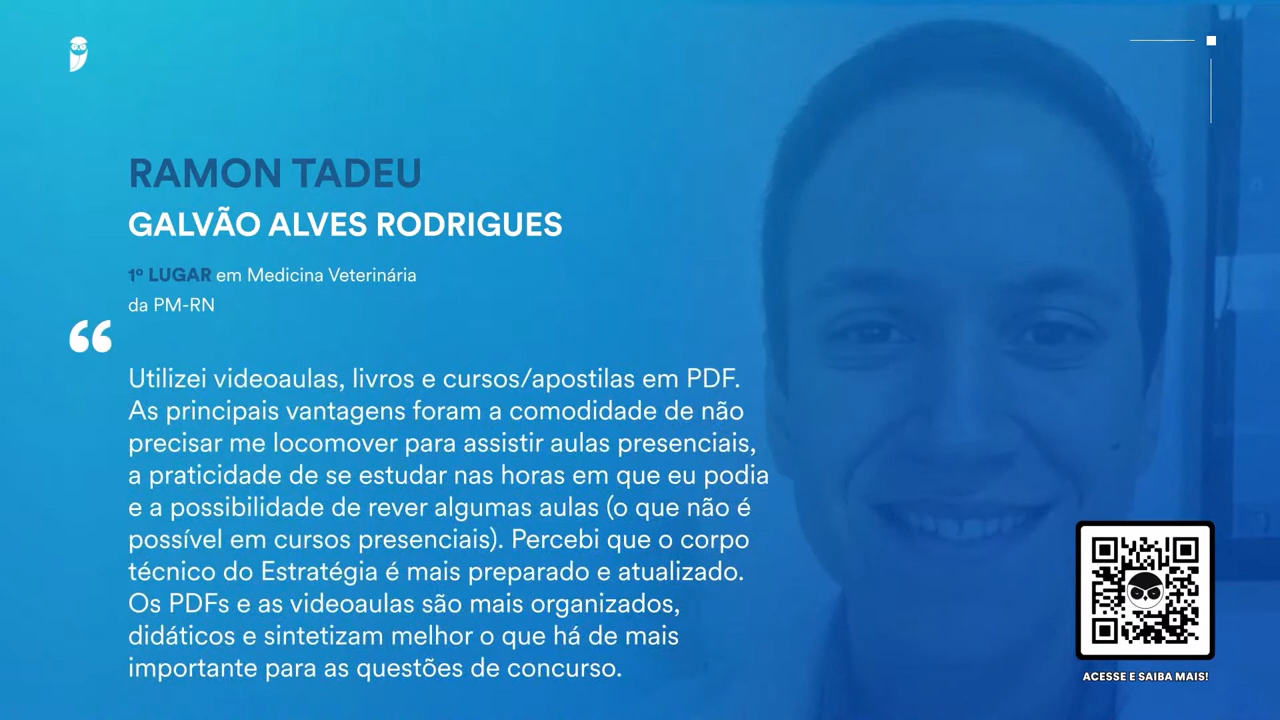 RAMON TADEU
GALVÃO ALVES RODRIGUES
1º LUGAR em Medicina Veterinária
da PM-RN
“
Utilizei videoaulas, livros e cursos/apostilas em PDF.
As principais vantagens foram a comodidade de não
precisar me locomover para assistir aulas presenciais,
a praticidade de se estudar nas horas em que eu podia
e a possibilidade de rever algumas aulas (o que não é
possível em cursos presenciais). Percebi que o corpo
técnico do Estratégia é mais preparado e atualizado.
Os PDFs e as videoaulas são mais organizados,
didáticos e sintetizam melhor o que há de mais
importante para as questões de concurso.
ACESSE E SAIBA MAIS!